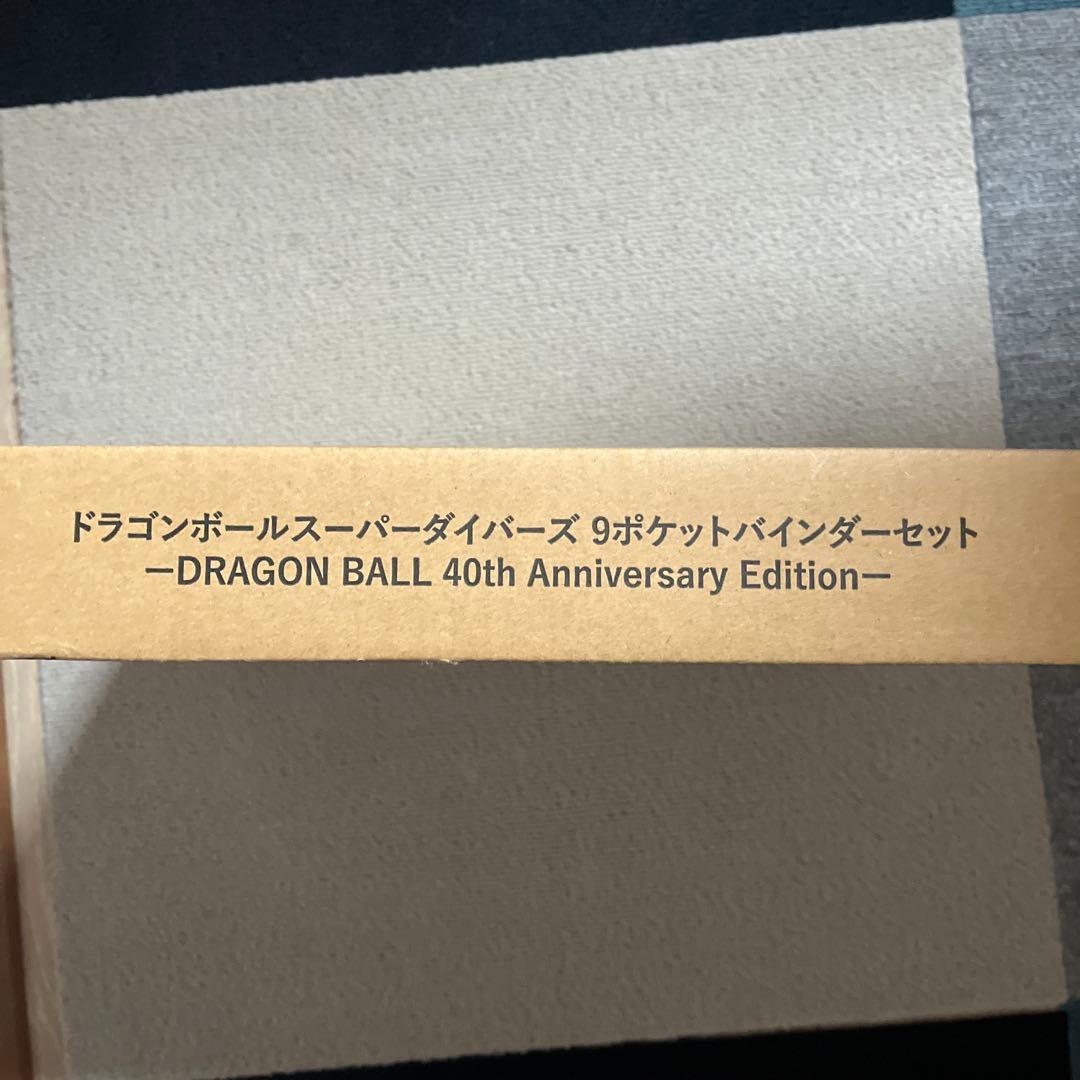 ドラゴンボールスーパーダイバーズ 9ポケットバインダーセット
ーDRAGON BALL 40th Anniversary Editionー